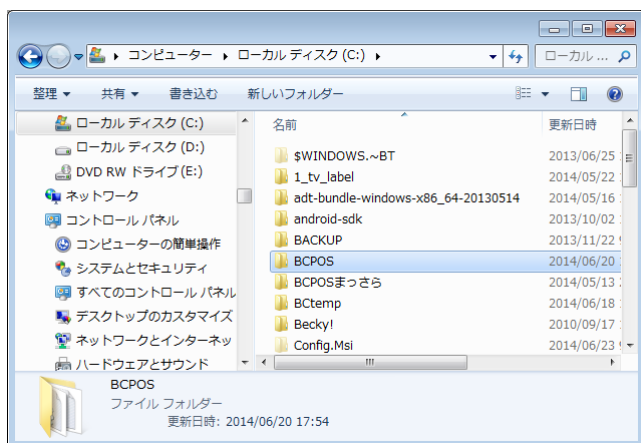 コンピューター ▸ ローカル ディスク (C:) ▸
ローカル ...
整理 ▼ 共有 ▼ 書き込む 新しいフォルダー
ローカル ディスク (C:)
ローカル ディスク (D:)
DVD RW ドライブ (E:)
ネットワーク
コントロール パネル
コンピューターの簡単操作
システムとセキュリティ
すべてのコントロール パネル
デスクトップのカスタマイズ
ネットワークとインターネッ
ハードウェアとサウンド
名前 更新日時
$WINDOWS.~BT 2013/06/25
1_tv_label 2014/05/22
adt-bundle-windows-x86_64-20130514 2014/05/16
android-sdk 2013/10/02
BACKUP 2013/11/22
BCPOS 2014/06/20
BCPOSまっさら 2014/05/13
BCtemp 2014/06/18
Becky! 2010/09/17
Config.Msi 2014/06/23
BCPOS
ファイル フォルダー
更新日時: 2014/06/20 17:54